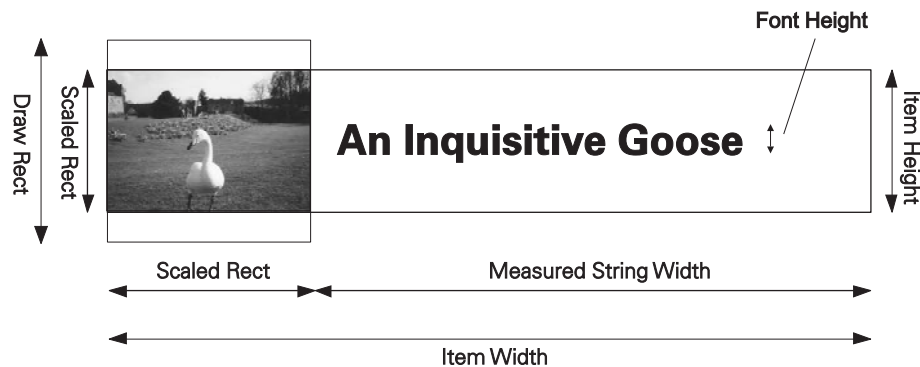 Font Height
Draw Rect
Scaled Rect
An Inquisitive Goose
Item Height
Scaled Rect
Measured String Width
Item Width